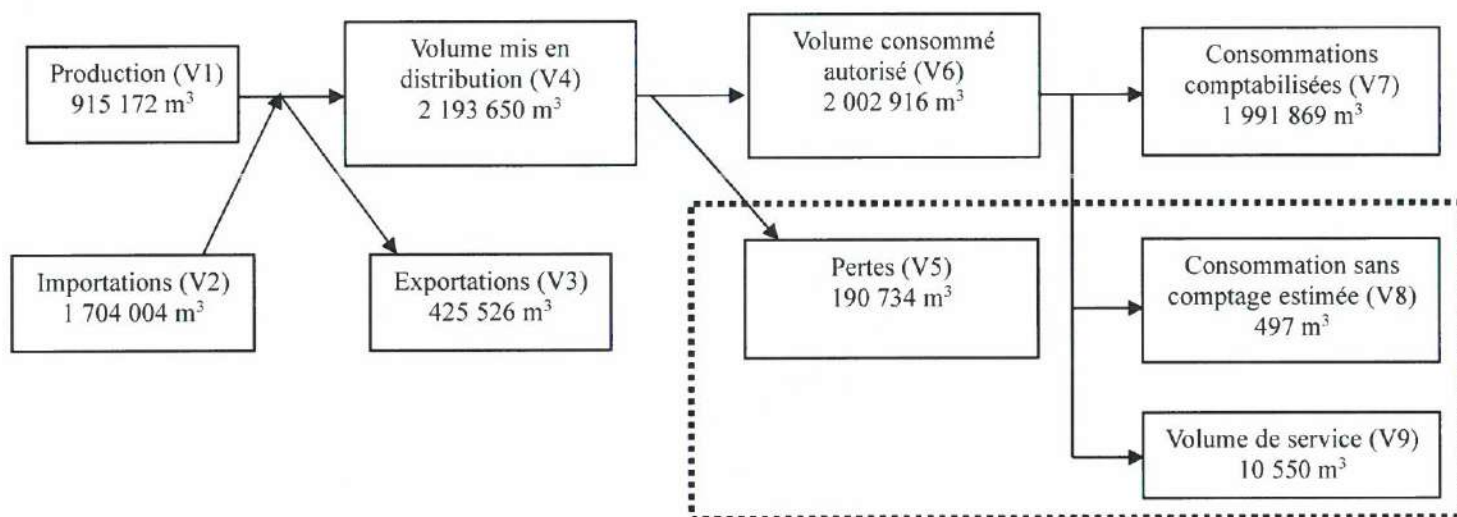 Production (V1)
915 172 m³
Volume mis en
distribution (V4)
2 193 650 m³
Volume consommé
autorisé (V6)
2 002 916 m³
Consommations
comptabilisées (V7)
1 991 869 m³
Importations (V2)
1 704 004 m³
Exportations (V3)
425 526 m³
Pertes (V5)
190 734 m³
Consommation sans
comptage estimée (V8)
497 m³
Volume de service (V9)
10 550 m³